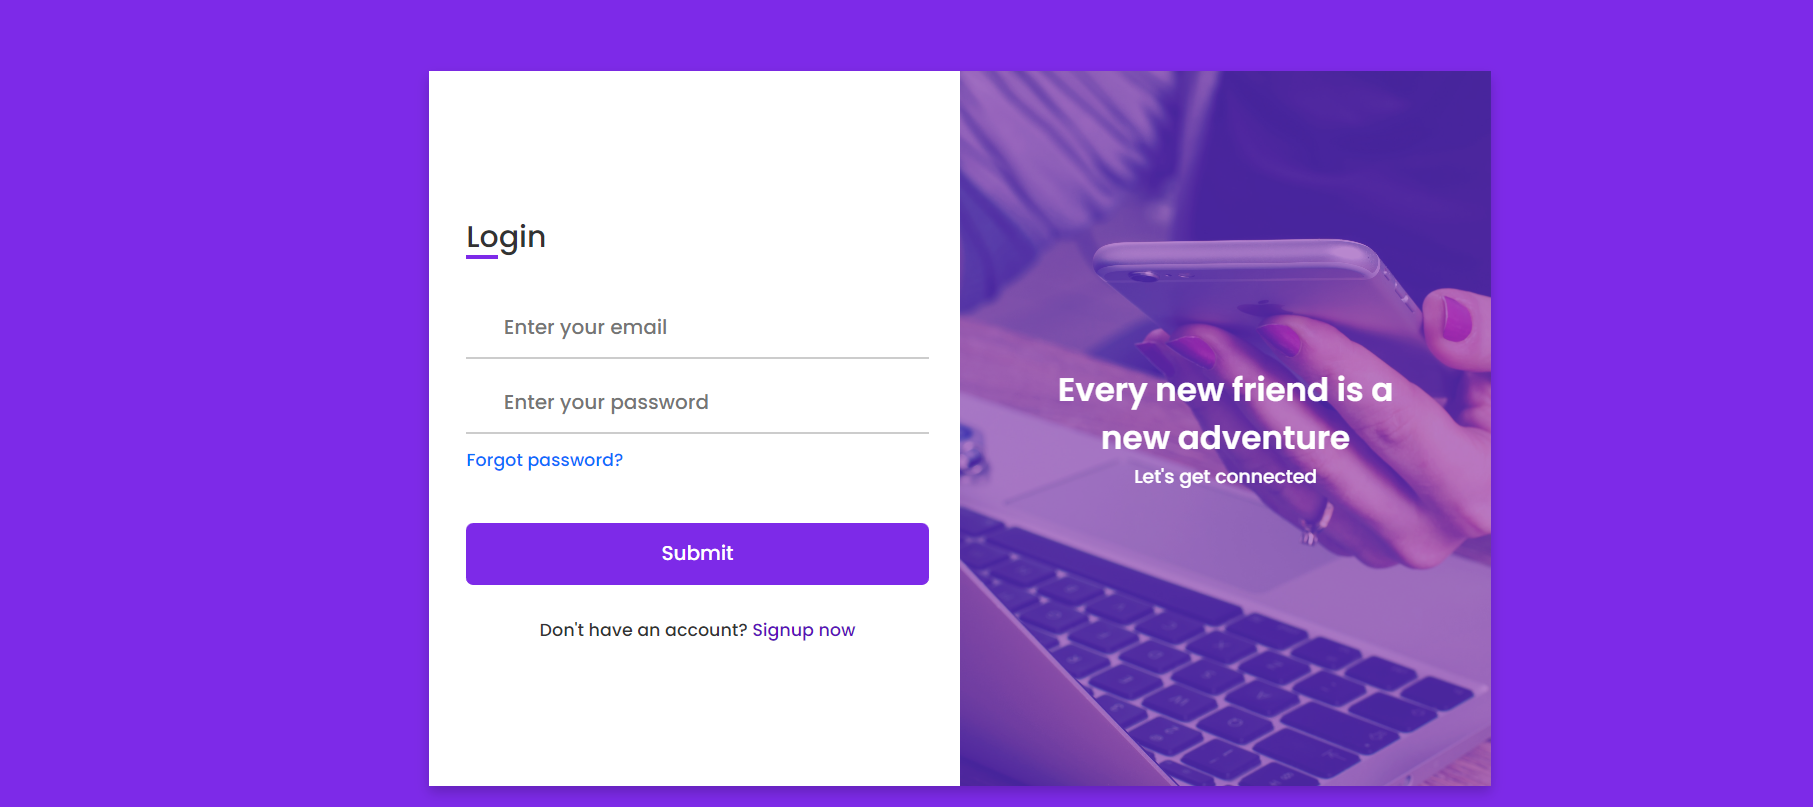 Login
Enter your email
Enter your password
Forgot password?
Submit
Don't have an account? Signup now
Every new friend is a
new adventure
Let's get connected